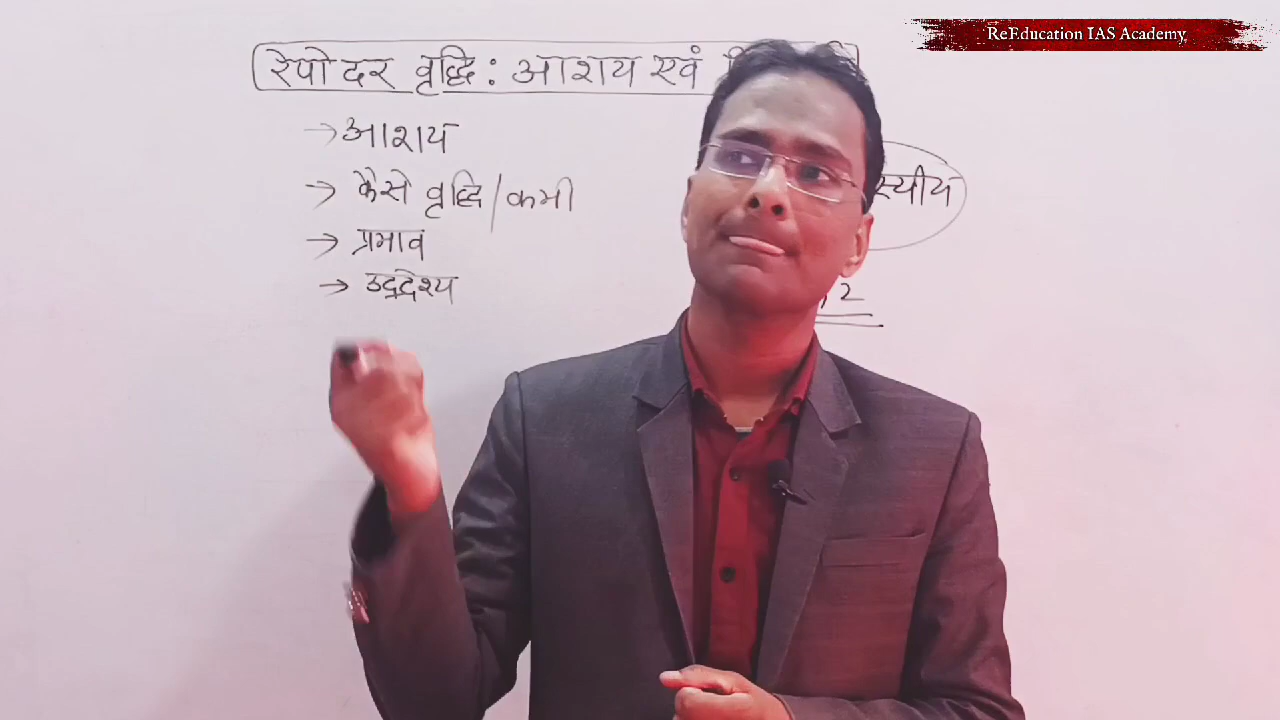 ReEducation IAS Academy
रेपो दर वृद्धि : आशय एवं
→ आशय
→ कैसे वृद्धि / कमी
→ प्रभाव
→ उद्देश्य
स्यीय
2